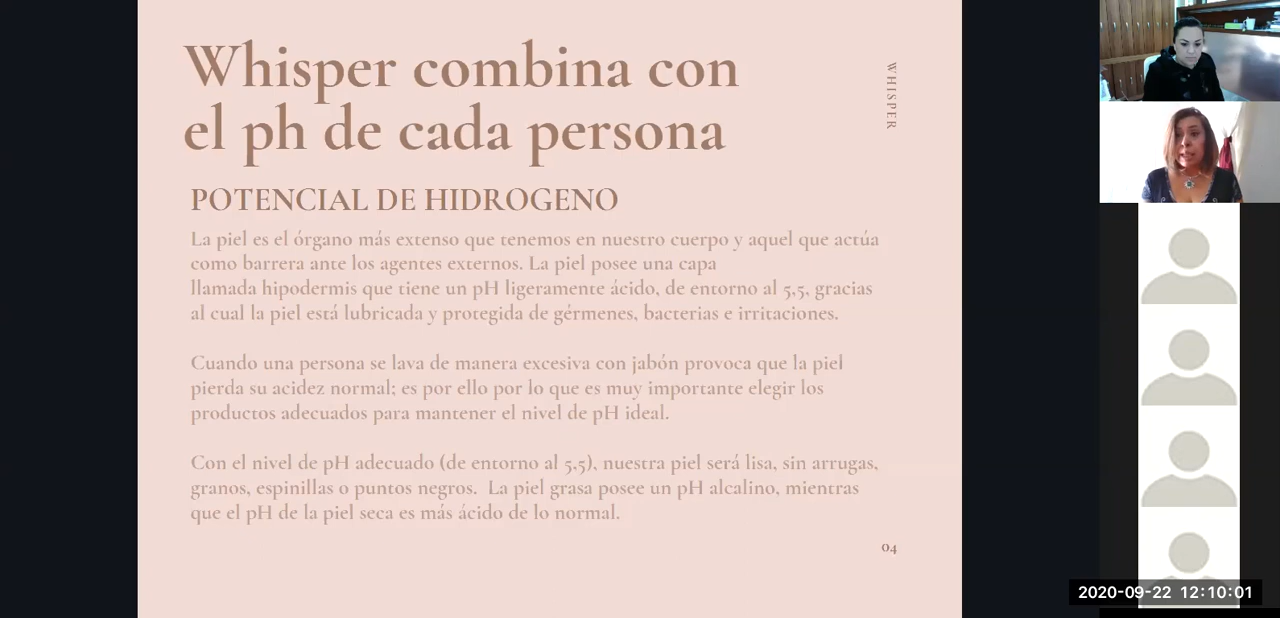 Whisper combina con
el ph de cada persona
WHISPER
POTENCIAL DE HIDROGENO
La piel es el órgano más extenso que tenemos en nuestro cuerpo y aquel que actúa
como barrera ante los agentes externos. La piel posee una capa
llamada hipodermis que tiene un pH ligeramente ácido, de entorno al 5,5, gracias
al cual la piel está lubricada y protegida de gérmenes, bacterias e irritaciones.
Cuando una persona se lava de manera excesiva con jabón provoca que la piel
pierda su acidez normal; es por ello por lo que es muy importante elegir los
productos adecuados para mantener el nivel de pH ideal.
Con el nivel de pH adecuado (de entorno al 5,5), nuestra piel será lisa, sin arrugas,
granos, espinillas o puntos negros. La piel grasa posee un pH alcalino, mientras
que el pH de la piel seca es más ácido de lo normal.
04
2020-09-22 12:10:01